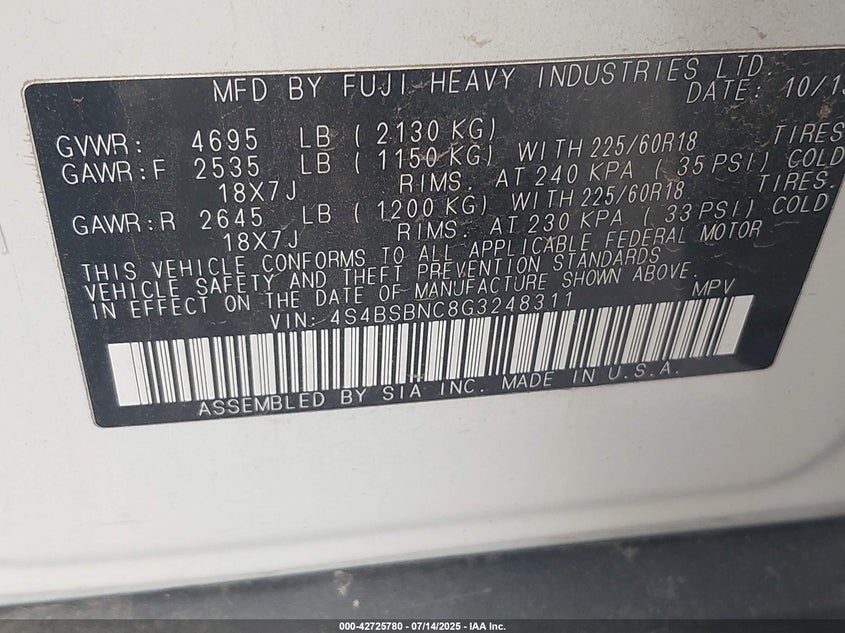 MFD BY FUJI HEAVY INDUSTRIES LTD.
DATE: 10/15
GVWR: 4695 LB (2130 KG)
GAWR:F 2535 LB (1150 KG) WITH 225/60R18 TIRES
18X7J RIMS. AT 240 KPA (35 PSI) COLD
GAWR:R 2645 LB (1200 KG) WITH 225/60R18 TIRES.
18X7J RIMS. AT 230 KPA (33 PSI) COLD
THIS VEHICLE CONFORMS TO ALL APPLICABLE FEDERAL MOTOR
VEHICLE SAFETY AND THEFT PREVENTION STANDARDS
IN EFFECT ON THE DATE OF MANUFACTURE SHOWN ABOVE.
VIN: 4S4BSBNC8G3248311 MPV
ASSEMBLED BY SIA INC. MADE IN U.S.A.
000-42725780 - 07/14/2025 - IAA Inc.